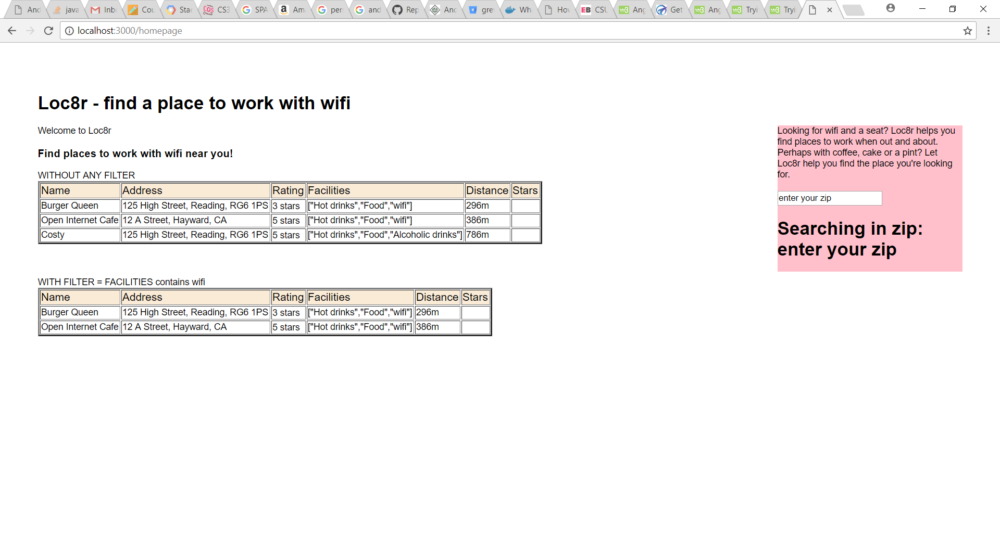 And
java
Inb
Cou
Stac
CS3
SPA
Am
per
and
Rep
Anc
gre
Wh
Hov
CSU
Ang
Get
Ang
Tryi
Tryi
localhost:3000/homepage
Loc8r - find a place to work with wifi
Welcome to Loc8r
Find places to work with wifi near you!
WITHOUT ANY FILTER
Name Address Rating Facilities Distance Stars
Burger Queen 125 High Street, Reading, RG6 1PS 3 stars ["Hot drinks","Food","wifi"] 296m
Open Internet Cafe 12 A Street, Hayward, CA 5 stars ["Hot drinks","Food","wifi"] 386m
Costy 125 High Street, Reading, RG6 1PS 5 stars ["Hot drinks","Food","Alcoholic drinks"] 786m
WITH FILTER = FACILITIES contains wifi
Name Address Rating Facilities Distance Stars
Burger Queen 125 High Street, Reading, RG6 1PS 3 stars ["Hot drinks","Food","wifi"] 296m
Open Internet Cafe 12 A Street, Hayward, CA 5 stars ["Hot drinks","Food","wifi"] 386m
Looking for wifi and a seat? Loc8r helps you
find places to work when out and about.
Perhaps with coffee, cake or a pint? Let
Loc8r help you find the place you're looking
for.
enter your zip
Searching in zip:
enter your zip